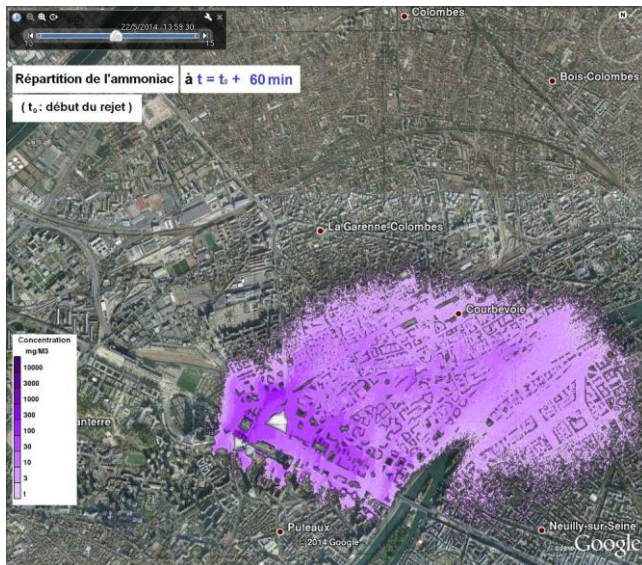 22/5/2014 13:59:30
13 15
N
Colombes
Répartition de l'ammoniac à t = t₀ + 60 min
Bois-Colombes
( t₀ : début du rejet )
La Garenne-Colombes
Courbevoie
Concentration
mg/M3
10000
3000
1000
300
100
30
10
3
1
anterre
Puteaux
2014 Google
Neuilly-sur-Seine
Google